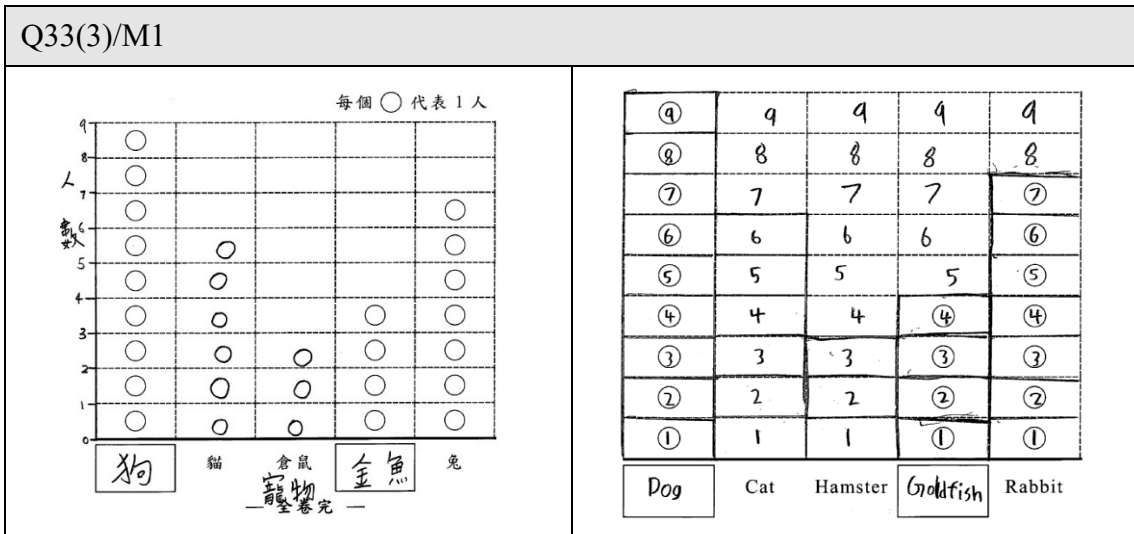 Q33(3)/M1
每個 ○ 代表 1 人
9
8
人
7
數 6
5
4
3
2
1
0
狗 貓 倉鼠 金魚 兔
寵物
— 全卷完 —
⑨ 9 9 9 9
⑧ 8 8 8 8
⑦ 7 7 7 ⑦
⑥ 6 6 6 ⑥
⑤ 5 5 5 ⑤
④ 4 4 ④ ④
③ 3 3 ③ ③
② 2 2 ② ②
① 1 1 ① ①
Dog Cat Hamster Goldfish Rabbit